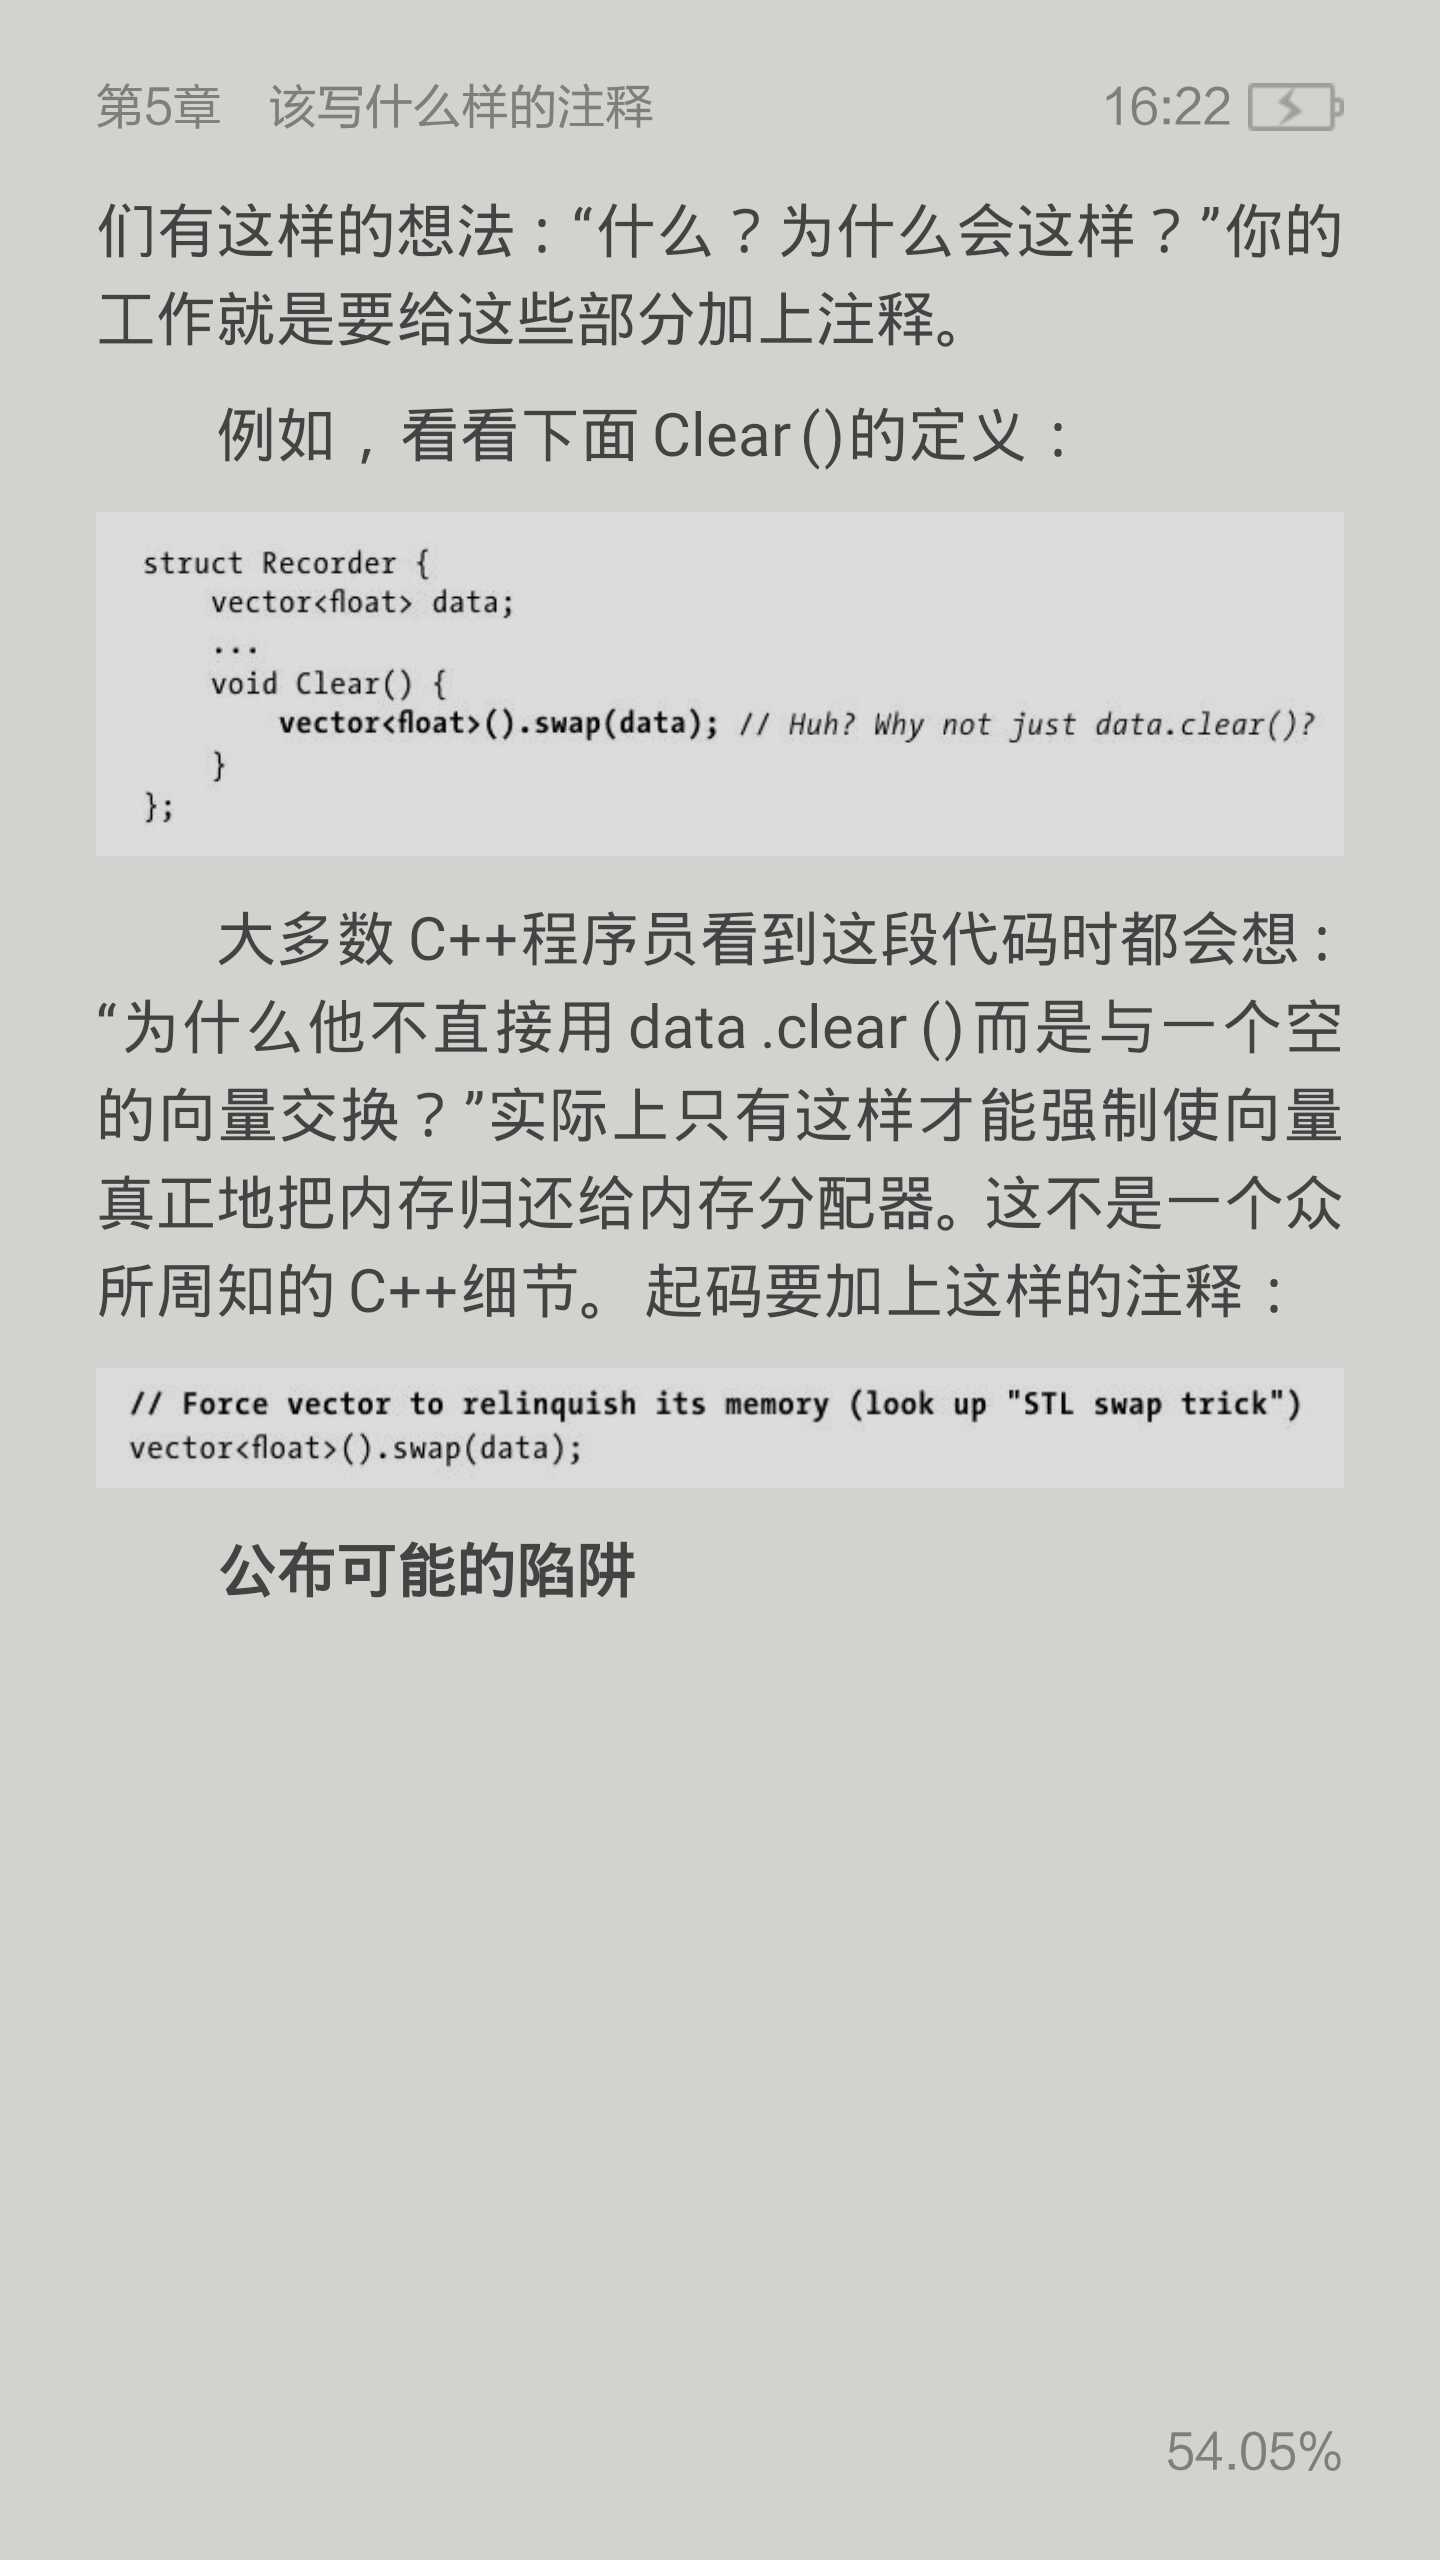 第5章 该写什么样的注释 16:22
们有这样的想法：“什么？为什么会这样？”你的
工作就是要给这些部分加上注释。
例如，看看下面 Clear ()的定义：
struct Recorder {
    vector<float> data;
    ...
    void Clear() {
        vector<float>().swap(data); // Huh? Why not just data.clear()?
    }
};
大多数 C++程序员看到这段代码时都会想：
“为什么他不直接用 data .clear ()而是与一个空
的向量交换？”实际上只有这样才能强制使向量
真正地把内存归还给内存分配器。这不是一个众
所周知的 C++细节。起码要加上这样的注释：
// Force vector to relinquish its memory (look up "STL swap trick")
vector<float>().swap(data);
公布可能的陷阱
54.05%